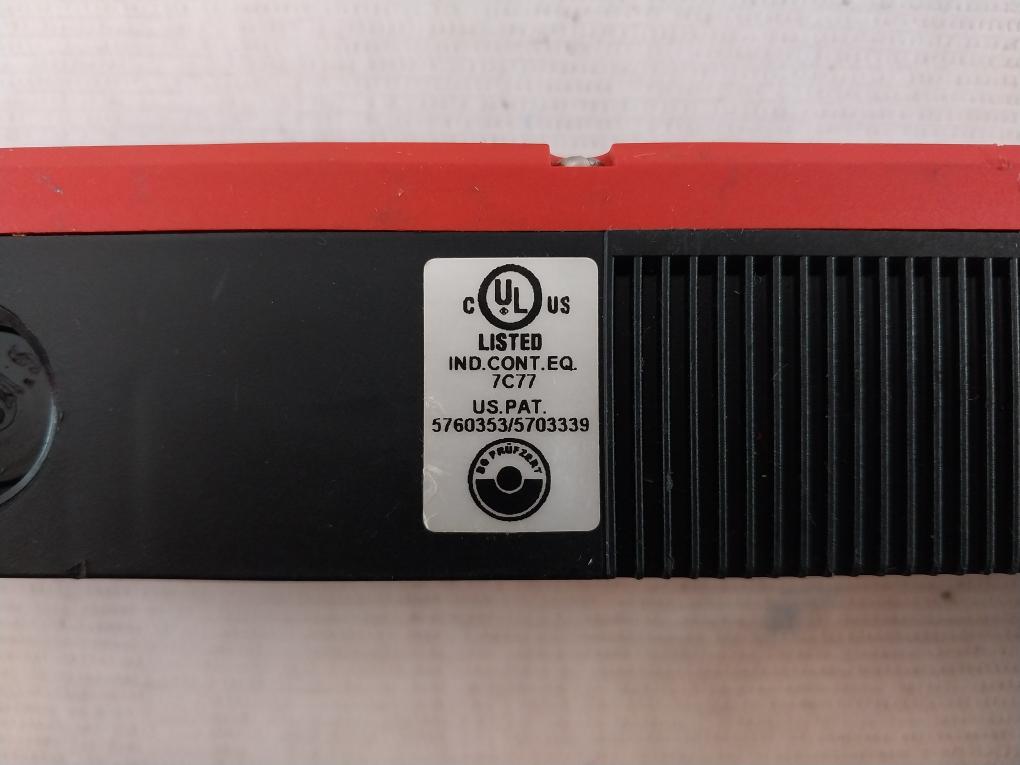 C UL US
LISTED
IND.CONT.EQ.
7C77
US.PAT.
5760353/5703339
BG PRÜFZERT